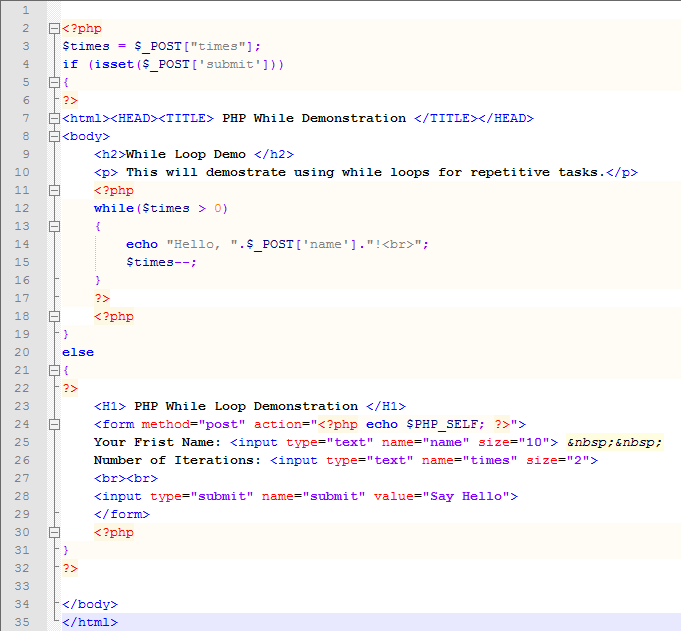 1
2 <?php
3 $times = $_POST["times"];
4 if (isset($_POST['submit']))
5 {
6 ?>
7 <html><HEAD><TITLE> PHP While Demonstration </TITLE></HEAD>
8 <body>
9 <h2>While Loop Demo </h2>
10 <p> This will demostrate using while loops for repetitive tasks.</p>
11 <?php
12 while($times > 0)
13 {
14 echo "Hello, ".$_POST['name']."!<br>";
15 $times--;
16 }
17 ?>
18 <?php
19 }
20 else
21 {
22 ?>
23 <H1> PHP While Loop Demonstration </H1>
24 <form method="post" action="<?php echo $PHP_SELF; ?>">
25 Your Frist Name: <input type="text" name="name" size="10"> &nbsp;&nbsp;
26 Number of Iterations: <input type="text" name="times" size="2">
27 <br><br>
28 <input type="submit" name="submit" value="Say Hello">
29 </form>
30 <?php
31 }
32 ?>
33
34 </body>
35 </html>